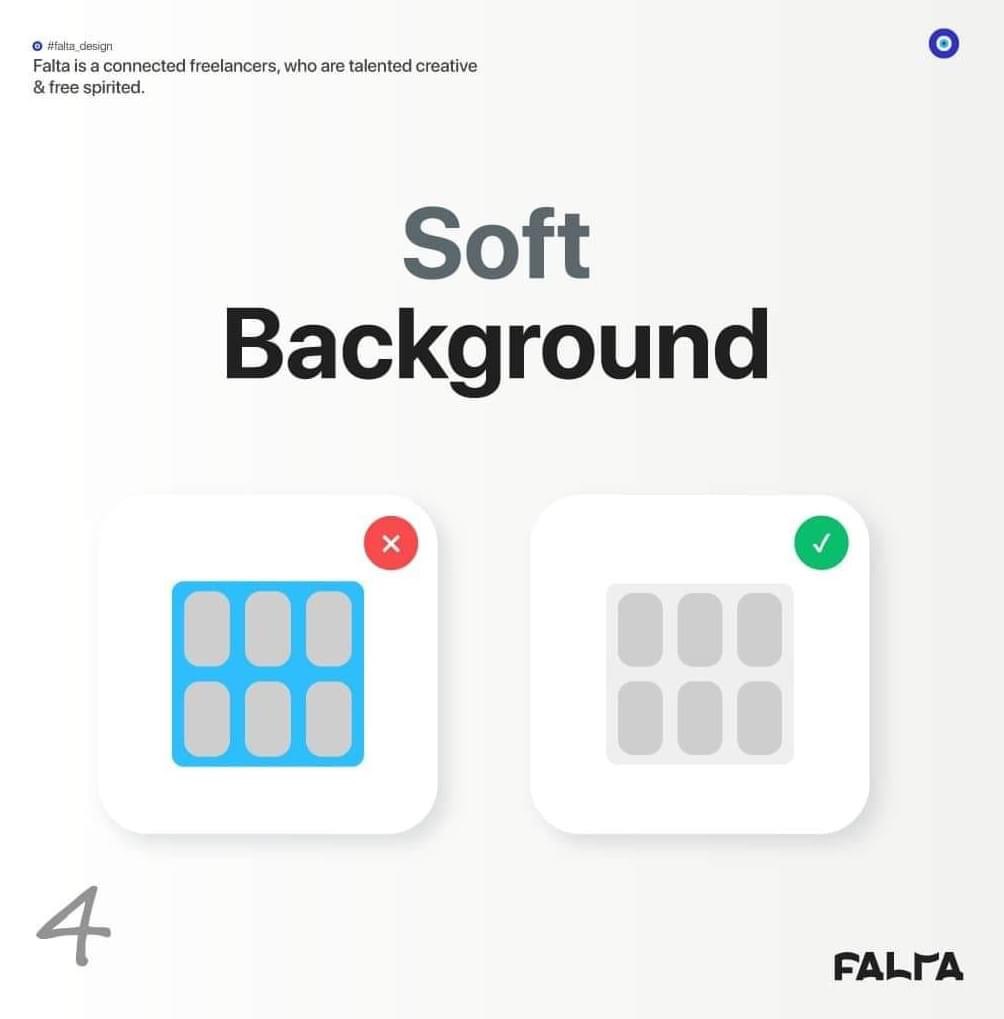 #falta_design
Falta is a connected freelancers, who are talented creative
& free spirited.
Soft
Background
4
FALTA